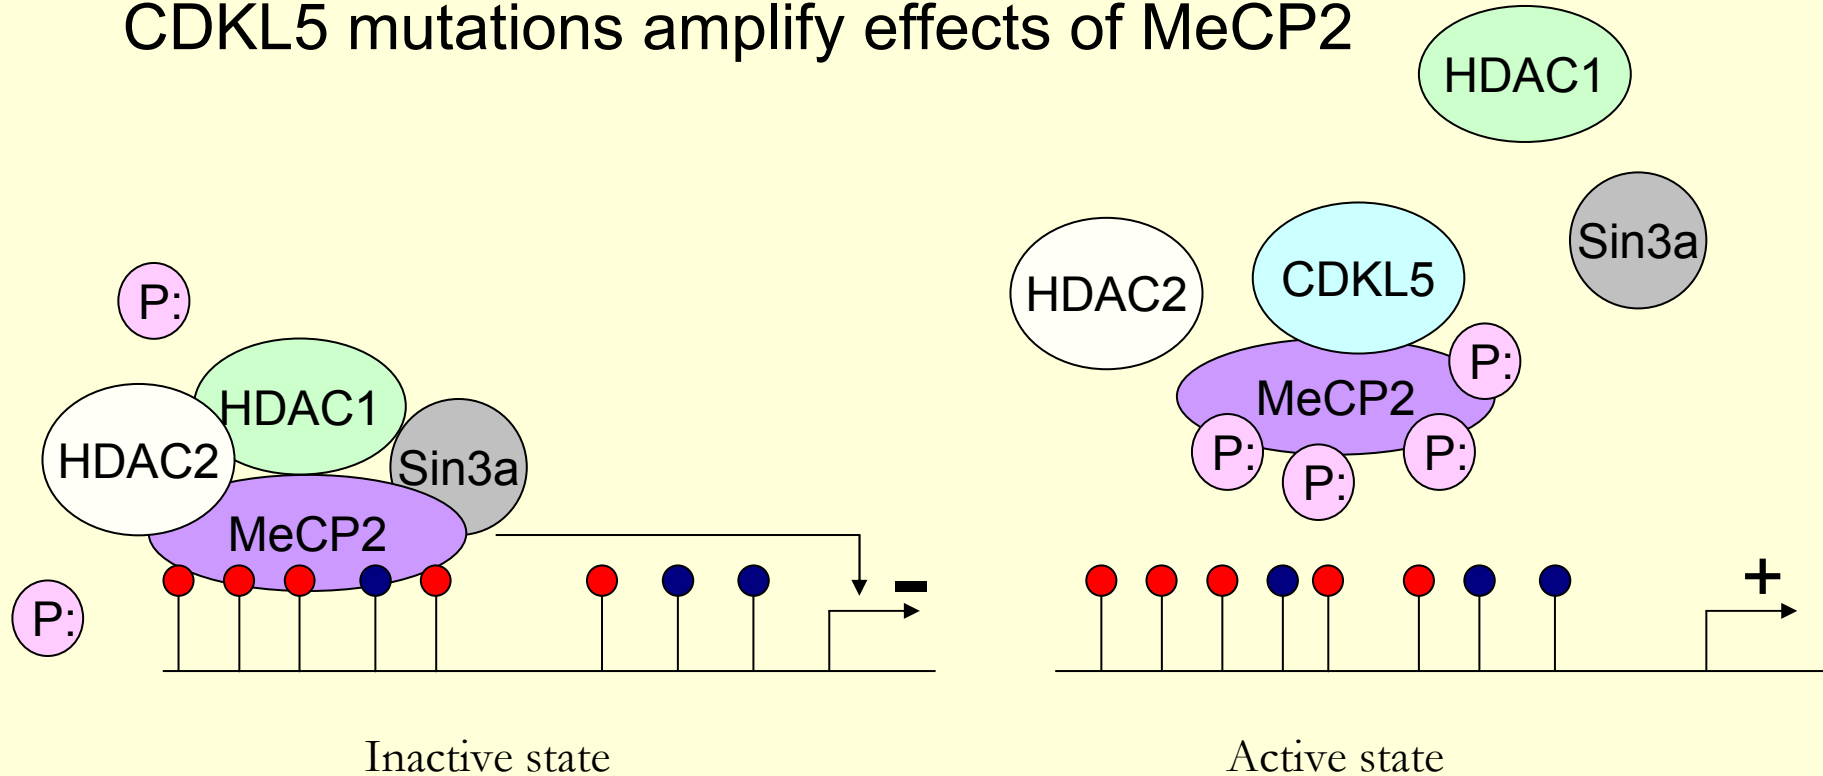 CDKL5 mutations amplify effects of MeCP2
P:
HDAC1
HDAC2
Sin3a
MeCP2
P:
-
Inactive state
HDAC1
Sin3a
HDAC2
CDKL5
P:
MeCP2
P:
P:
P:
+
Active state